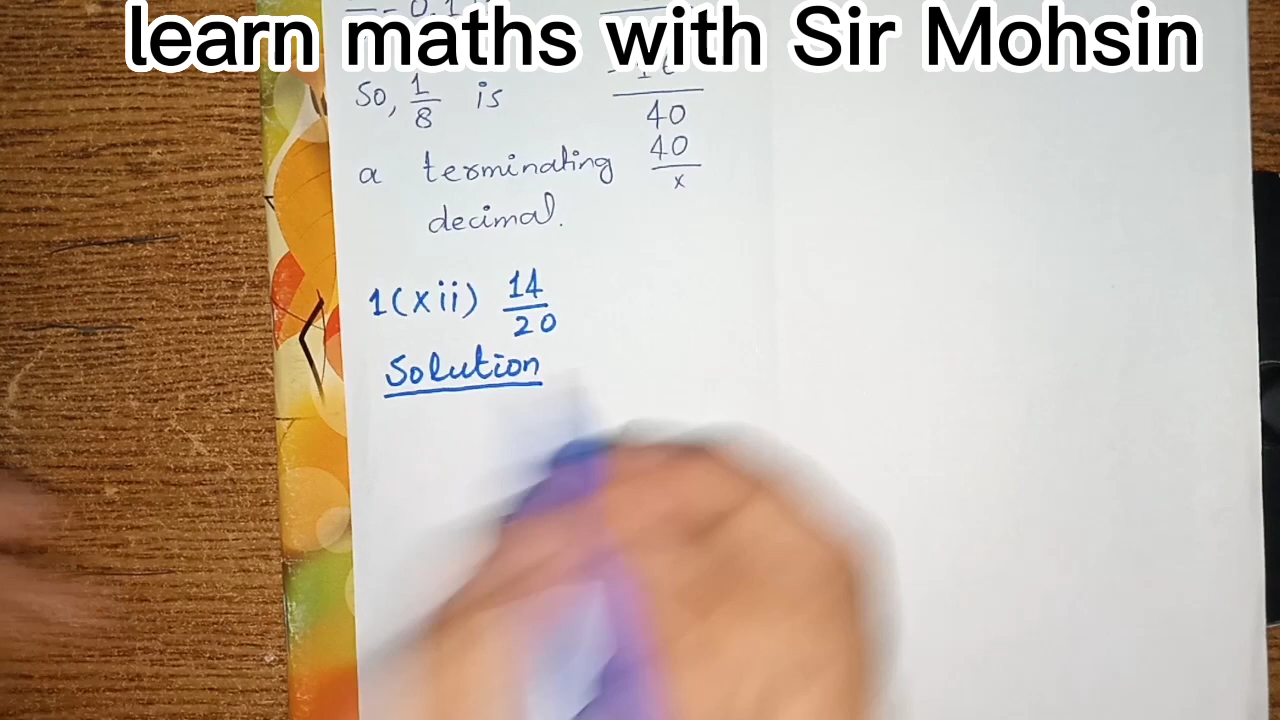 learn maths with Sir Mohsin
So, 1/8 is
40
a terminating
40
x
decimal.
1(xii) 14/20
Solution